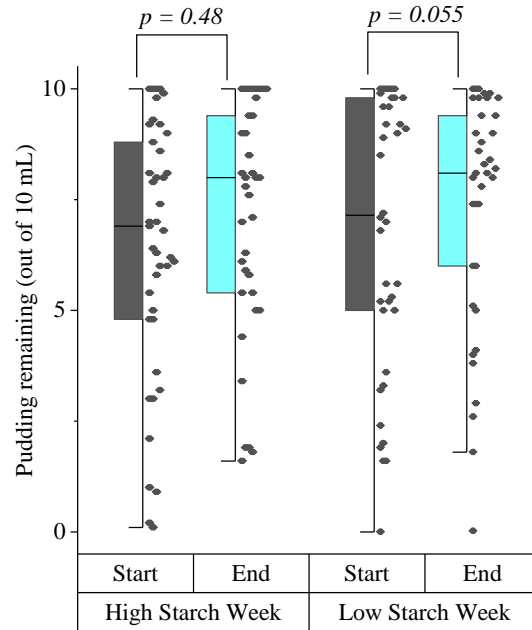 p = 0.48
p = 0.055
10
5
0
Pudding remaining (out of 10 mL)
Start
End
Start
End
High Starch Week
Low Starch Week